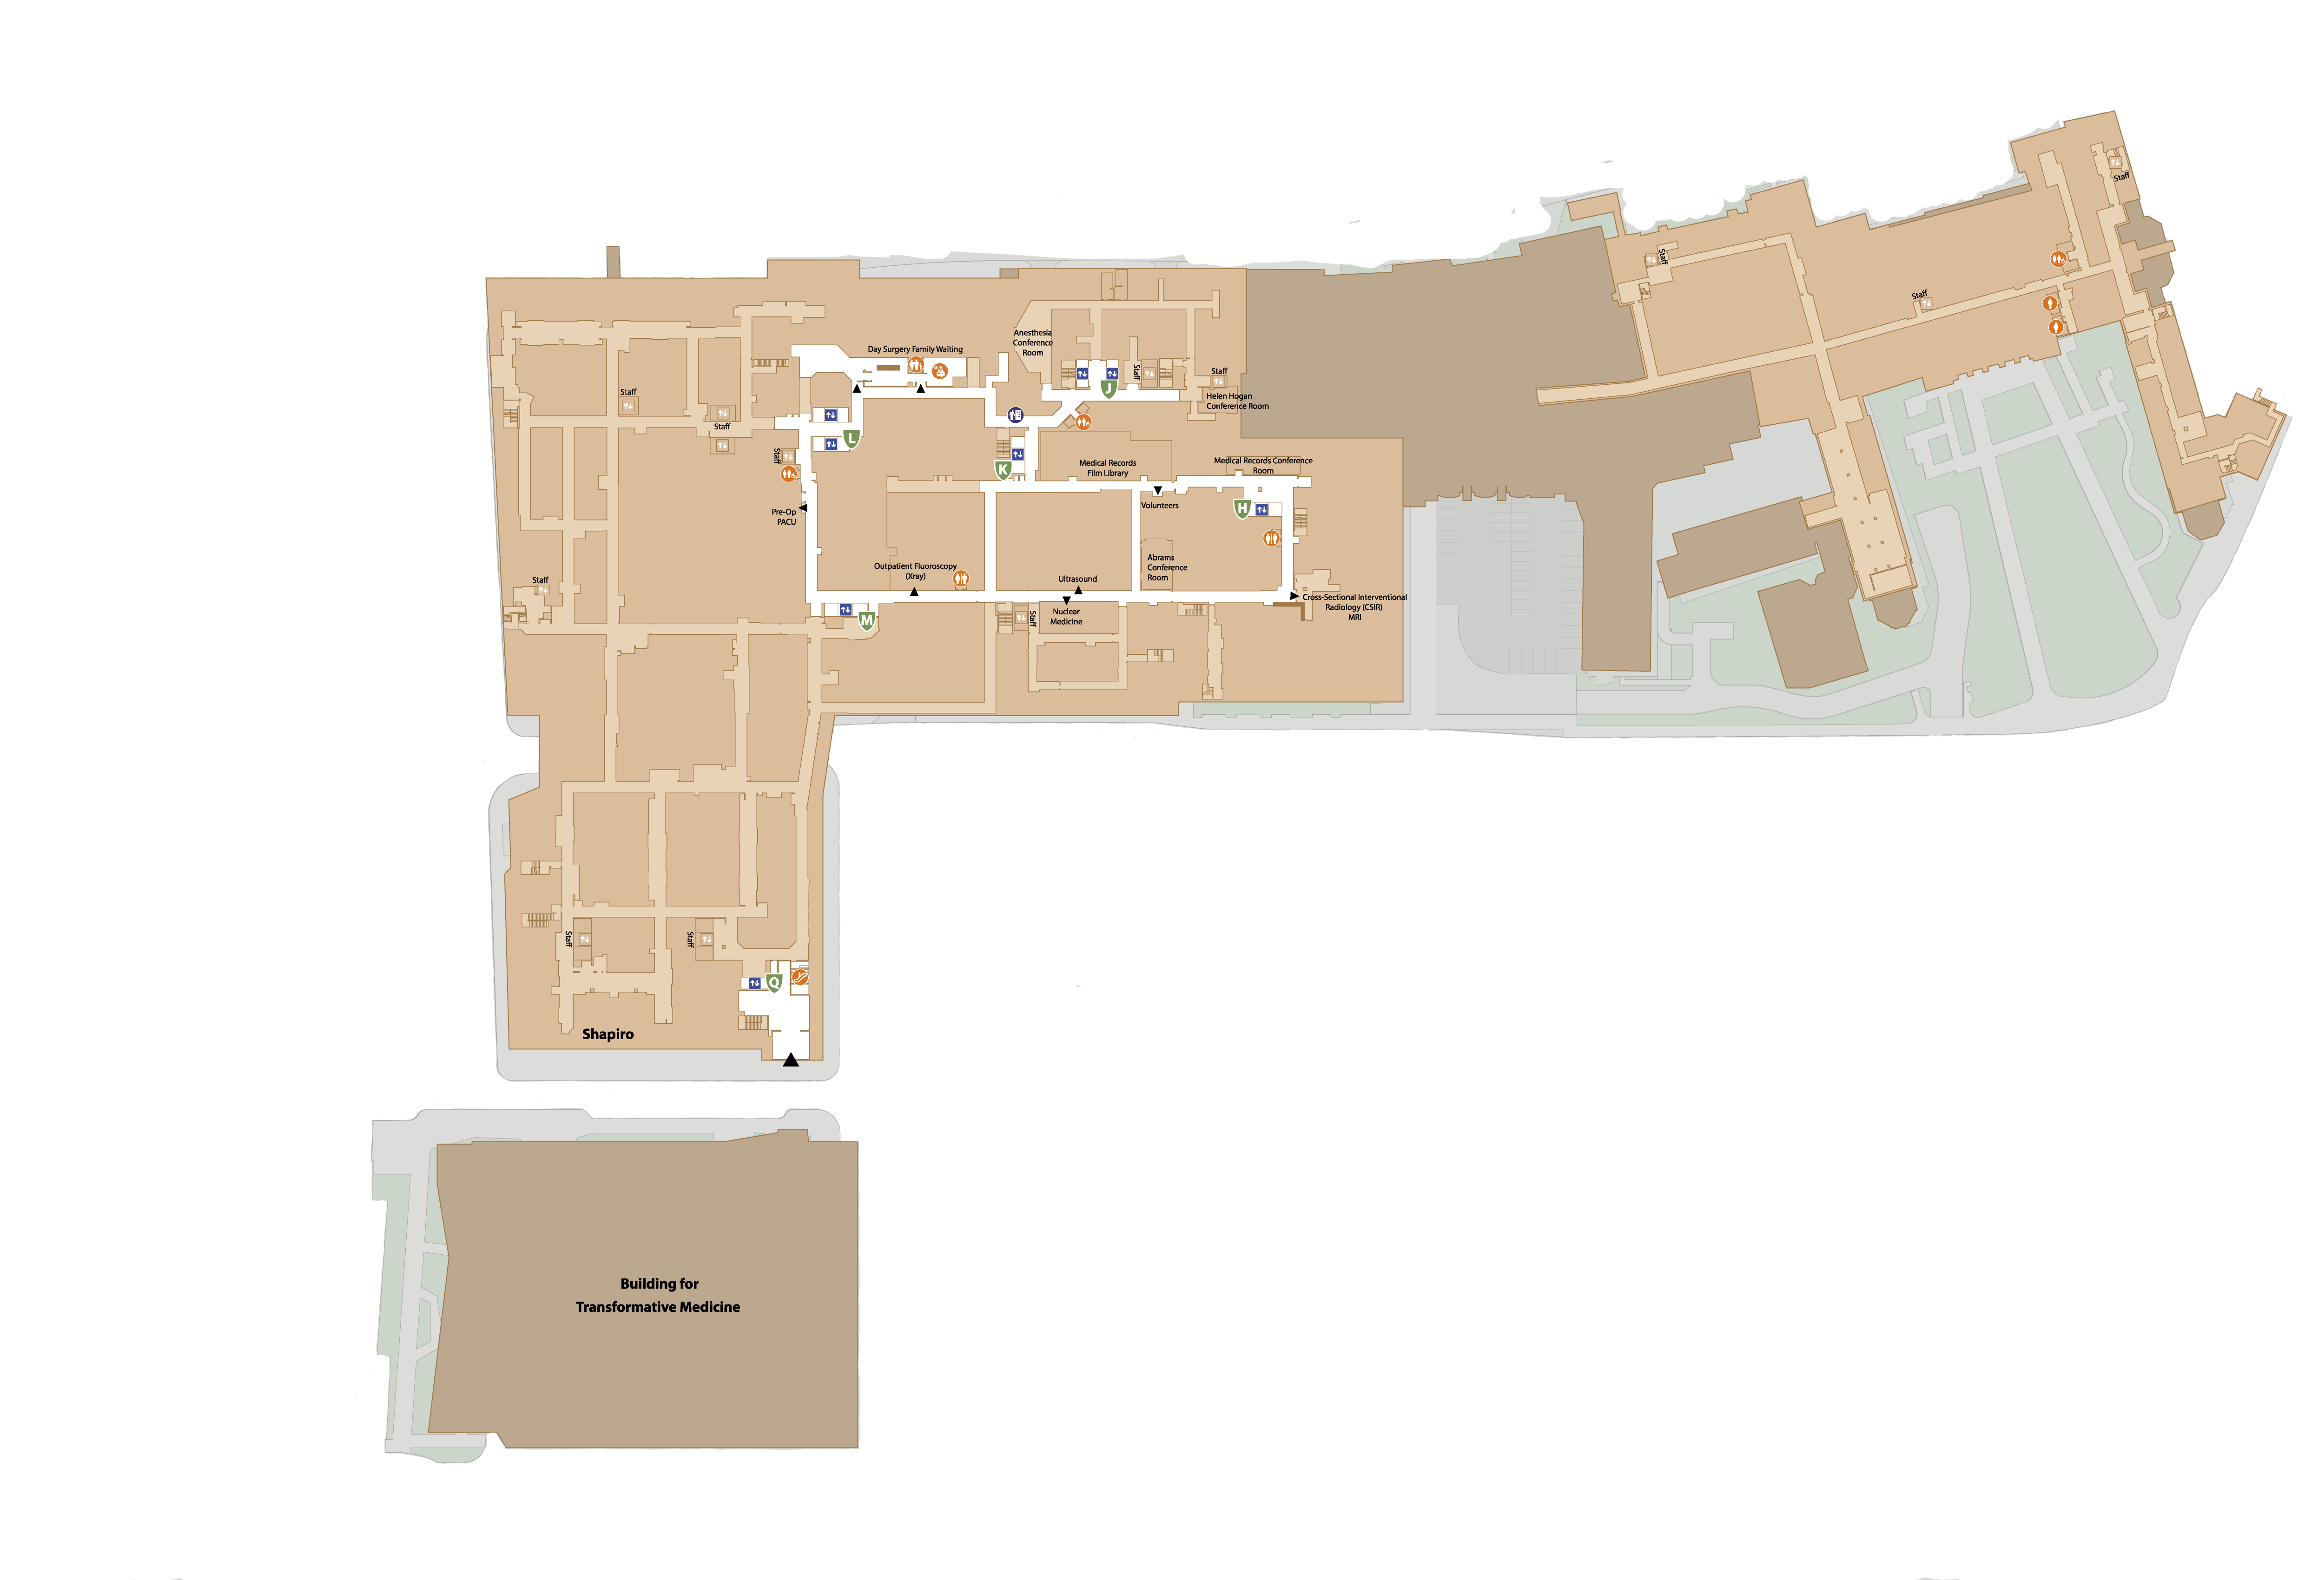 Staff
Staff
Staff
Anesthesia
Conference
Room
Day Surgery Family Waiting
Staff
Staff
J
Helen Hogan
Conference Room
Staff
Staff
L
Staff
K
Medical Records
Film Library
Medical Records Conference
Room
Volunteers
H
Pre-Op
PACU
Abrams
Conference
Room
Outpatient Fluoroscopy
(Xray)
Ultrasound
Staff
Cross-Sectional Interventional
Radiology (CSIR)
MRI
Nuclear
Medicine
Staff
M
Staff
Staff
Q
Shapiro
Building for
Transformative Medicine